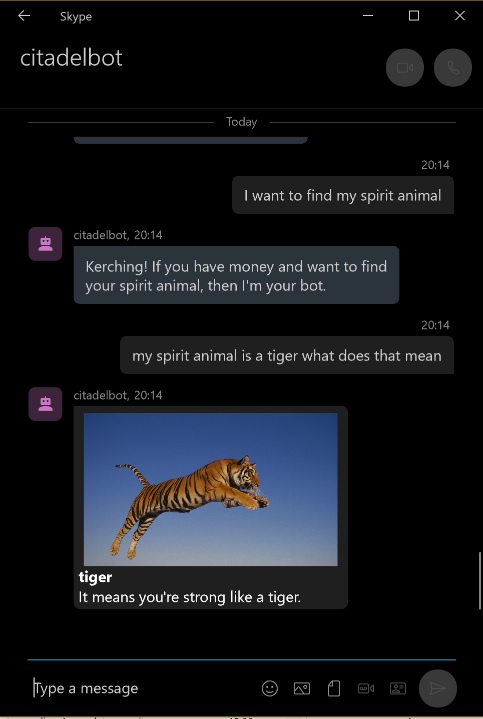 Skype
citadelbot
Today
20:14
I want to find my spirit animal
citadelbot, 20:14
Kerching! If you have money and want to find
your spirit animal, then I'm your bot.
20:14
my spirit animal is a tiger what does that mean
citadelbot, 20:14
tiger
It means you're strong like a tiger.
Type a message